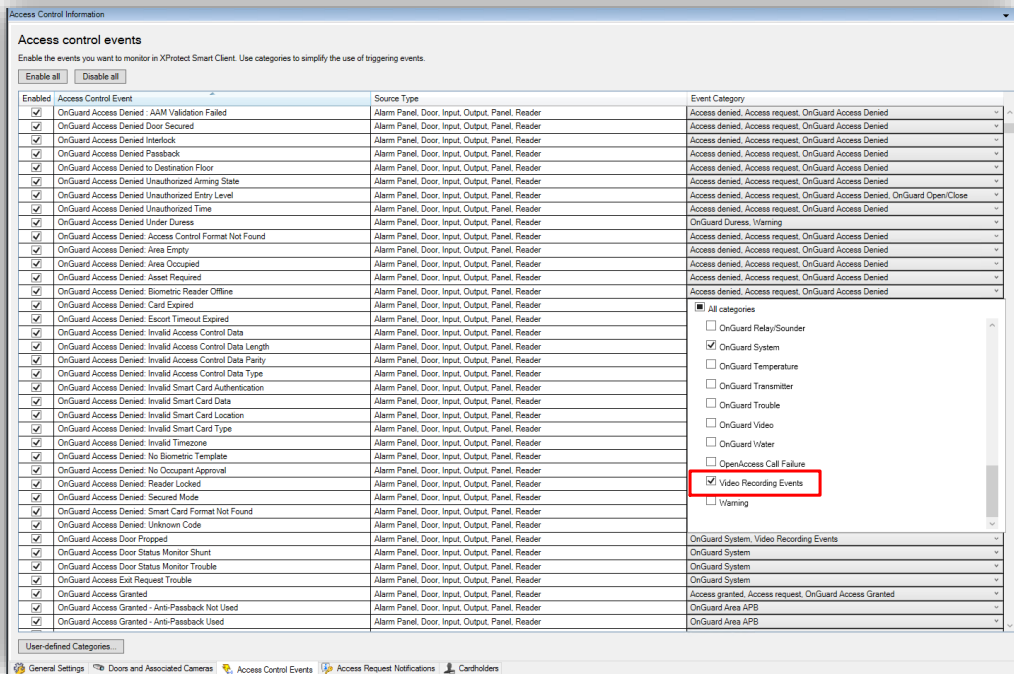 Access Control Information
Access control events
Enable the events you want to monitor in XProtect Smart Client. Use categories to simplify the use of triggering events.
Enable all Disable all
Enabled Access Control Event Source Type Event Category
OnGuard Access Denied : AAM Validation Failed Alarm Panel, Door, Input, Output, Panel, Reader Access denied, Access request, OnGuard Access Denied
OnGuard Access Denied Door Secured Alarm Panel, Door, Input, Output, Panel, Reader Access denied, Access request, OnGuard Access Denied
OnGuard Access Denied Interlock Alarm Panel, Door, Input, Output, Panel, Reader Access denied, Access request, OnGuard Access Denied
OnGuard Access Denied Passback Alarm Panel, Door, Input, Output, Panel, Reader Access denied, Access request, OnGuard Access Denied
OnGuard Access Denied to Destination Floor Alarm Panel, Door, Input, Output, Panel, Reader Access denied, Access request, OnGuard Access Denied
OnGuard Access Denied Unauthorized Arming State Alarm Panel, Door, Input, Output, Panel, Reader Access denied, Access request, OnGuard Access Denied
OnGuard Access Denied Unauthorized Entry Level Alarm Panel, Door, Input, Output, Panel, Reader Access denied, Access request, OnGuard Access Denied, OnGuard Open/Close
OnGuard Access Denied Unauthorized Time Alarm Panel, Door, Input, Output, Panel, Reader Access denied, Access request, OnGuard Access Denied
OnGuard Access Denied Under Duress Alarm Panel, Door, Input, Output, Panel, Reader OnGuard Duress, Warning
OnGuard Access Denied: Access Control Format Not Found Alarm Panel, Door, Input, Output, Panel, Reader Access denied, Access request, OnGuard Access Denied
OnGuard Access Denied: Area Empty Alarm Panel, Door, Input, Output, Panel, Reader Access denied, Access request, OnGuard Access Denied
OnGuard Access Denied: Area Occupied Alarm Panel, Door, Input, Output, Panel, Reader Access denied, Access request, OnGuard Access Denied
OnGuard Access Denied: Asset Required Alarm Panel, Door, Input, Output, Panel, Reader Access denied, Access request, OnGuard Access Denied
OnGuard Access Denied: Biometric Reader Offline Alarm Panel, Door, Input, Output, Panel, Reader Access denied, Access request, OnGuard Access Denied
OnGuard Access Denied: Card Expired Alarm Panel, Door, Input, Output, Panel, Reader All categories
OnGuard Access Denied: Escort Timeout Expired Alarm Panel, Door, Input, Output, Panel, Reader OnGuard Relay/Sounder
OnGuard Access Denied: Invalid Access Control Data Alarm Panel, Door, Input, Output, Panel, Reader
OnGuard Access Denied: Invalid Access Control Data Length Alarm Panel, Door, Input, Output, Panel, Reader OnGuard System
OnGuard Access Denied: Invalid Access Control Data Parity Alarm Panel, Door, Input, Output, Panel, Reader OnGuard Temperature
OnGuard Access Denied: Invalid Access Control Data Type Alarm Panel, Door, Input, Output, Panel, Reader
OnGuard Access Denied: Invalid Smart Card Authentication Alarm Panel, Door, Input, Output, Panel, Reader OnGuard Transmitter
OnGuard Access Denied: Invalid Smart Card Data Alarm Panel, Door, Input, Output, Panel, Reader OnGuard Trouble
OnGuard Access Denied: Invalid Smart Card Location Alarm Panel, Door, Input, Output, Panel, Reader
OnGuard Access Denied: Invalid Smart Card Type Alarm Panel, Door, Input, Output, Panel, Reader OnGuard Video
OnGuard Access Denied: Invalid Timezone Alarm Panel, Door, Input, Output, Panel, Reader OnGuard Water
OnGuard Access Denied: No Biometric Template Alarm Panel, Door, Input, Output, Panel, Reader
OnGuard Access Denied: No Occupant Approval Alarm Panel, Door, Input, Output, Panel, Reader OpenAccess Call Failure
OnGuard Access Denied: Reader Locked Alarm Panel, Door, Input, Output, Panel, Reader Video Recording Events
OnGuard Access Denied: Secured Mode Alarm Panel, Door, Input, Output, Panel, Reader Warning
OnGuard Access Denied: Smart Card Format Not Found Alarm Panel, Door, Input, Output, Panel, Reader
OnGuard Access Denied: Unknown Code Alarm Panel, Door, Input, Output, Panel, Reader
OnGuard Access Door Propped Alarm Panel, Door, Input, Output, Panel, Reader OnGuard System, Video Recording Events
OnGuard Access Door Status Monitor Shunt Alarm Panel, Door, Input, Output, Panel, Reader OnGuard System
OnGuard Access Door Status Monitor Trouble Alarm Panel, Door, Input, Output, Panel, Reader OnGuard System
OnGuard Access Exit Request Trouble Alarm Panel, Door, Input, Output, Panel, Reader OnGuard System
OnGuard Access Granted Alarm Panel, Door, Input, Output, Panel, Reader Access granted, Access request, OnGuard Access Granted
OnGuard Access Granted - Anti-Passback Not Used Alarm Panel, Door, Input, Output, Panel, Reader OnGuard Area APB
OnGuard Access Granted - Anti-Passback Used Alarm Panel, Door, Input, Output, Panel, Reader OnGuard Area APB
User-defined Categories...
General Settings Doors and Associated Cameras Access Control Events Access Request Notifications Cardholders